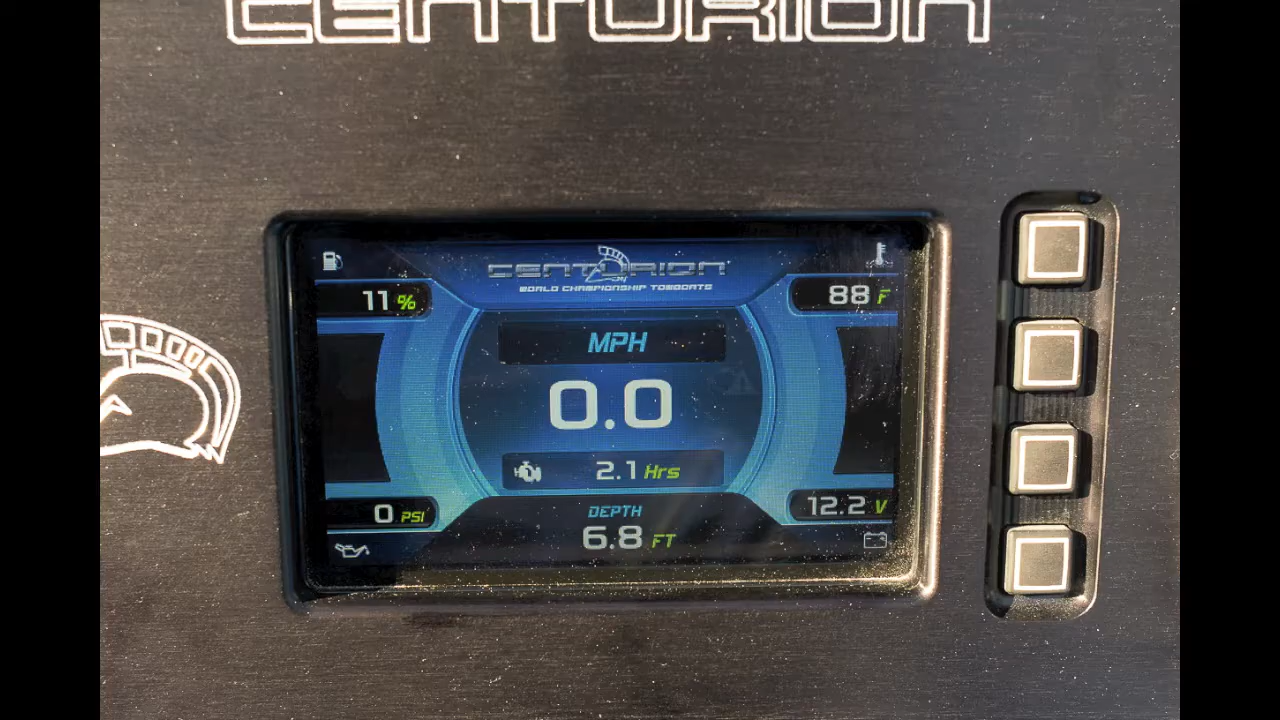 CENTURION
CENTURION
WORLD CHAMPIONSHIP TOWBOATS
11 %
88 F
MPH
0.0
2.1 Hrs
0 PSI
12.2 V
DEPTH
6.8 FT